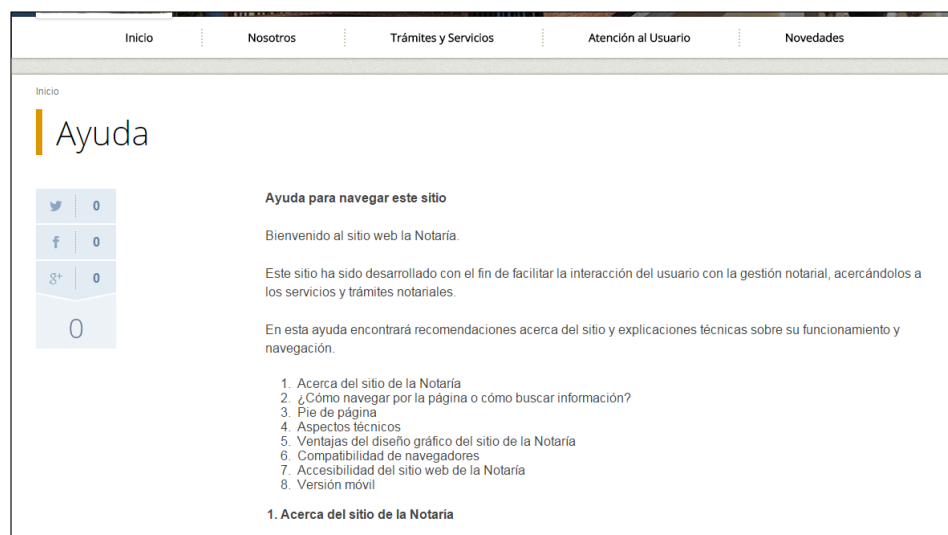 Inicio Nosotros Trámites y Servicios Atención al Usuario Novedades
Inicio
Ayuda
0
0
8+ 0
0
Ayuda para navegar este sitio
Bienvenido al sitio web la Notaría.
Este sitio ha sido desarrollado con el fin de facilitar la interacción del usuario con la gestión notarial, acercándolos a
los servicios y trámites notariales.
En esta ayuda encontrará recomendaciones acerca del sitio y explicaciones técnicas sobre su funcionamiento y
navegación.
1. Acerca del sitio de la Notaría
2. ¿Cómo navegar por la página o cómo buscar información?
3. Pie de página
4. Aspectos técnicos
5. Ventajas del diseño gráfico del sitio de la Notaría
6. Compatibilidad de navegadores
7. Accesibilidad del sitio web de la Notaría
8. Versión móvil
1. Acerca del sitio de la Notaría